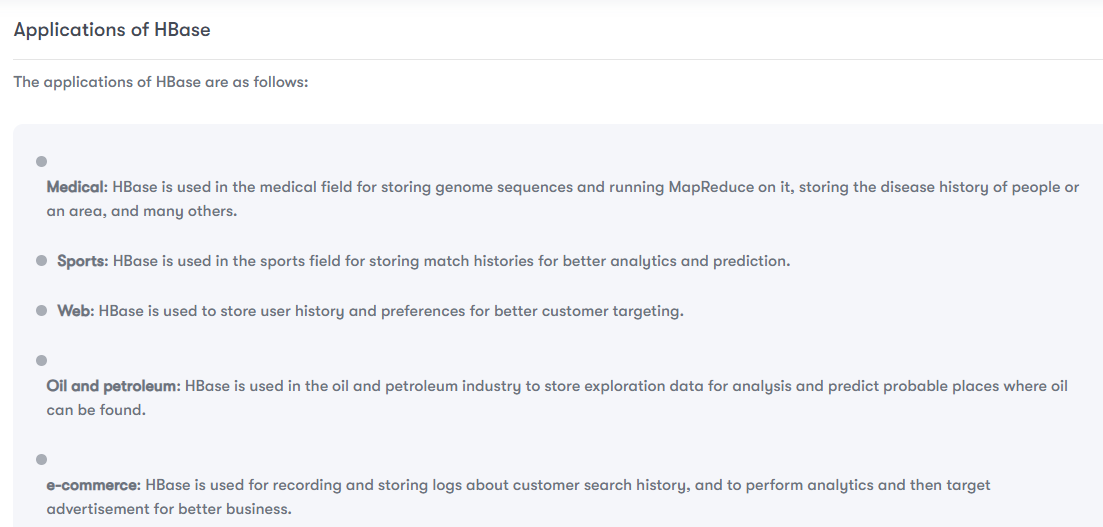 Applications of HBase
The applications of HBase are as follows:
Medical: HBase is used in the medical field for storing genome sequences and running MapReduce on it, storing the disease history of people or
an area, and many others.
Sports: HBase is used in the sports field for storing match histories for better analytics and prediction.
Web: HBase is used to store user history and preferences for better customer targeting.
Oil and petroleum: HBase is used in the oil and petroleum industry to store exploration data for analysis and predict probable places where oil
can be found.
e-commerce: HBase is used for recording and storing logs about customer search history, and to perform analytics and then target
advertisement for better business.